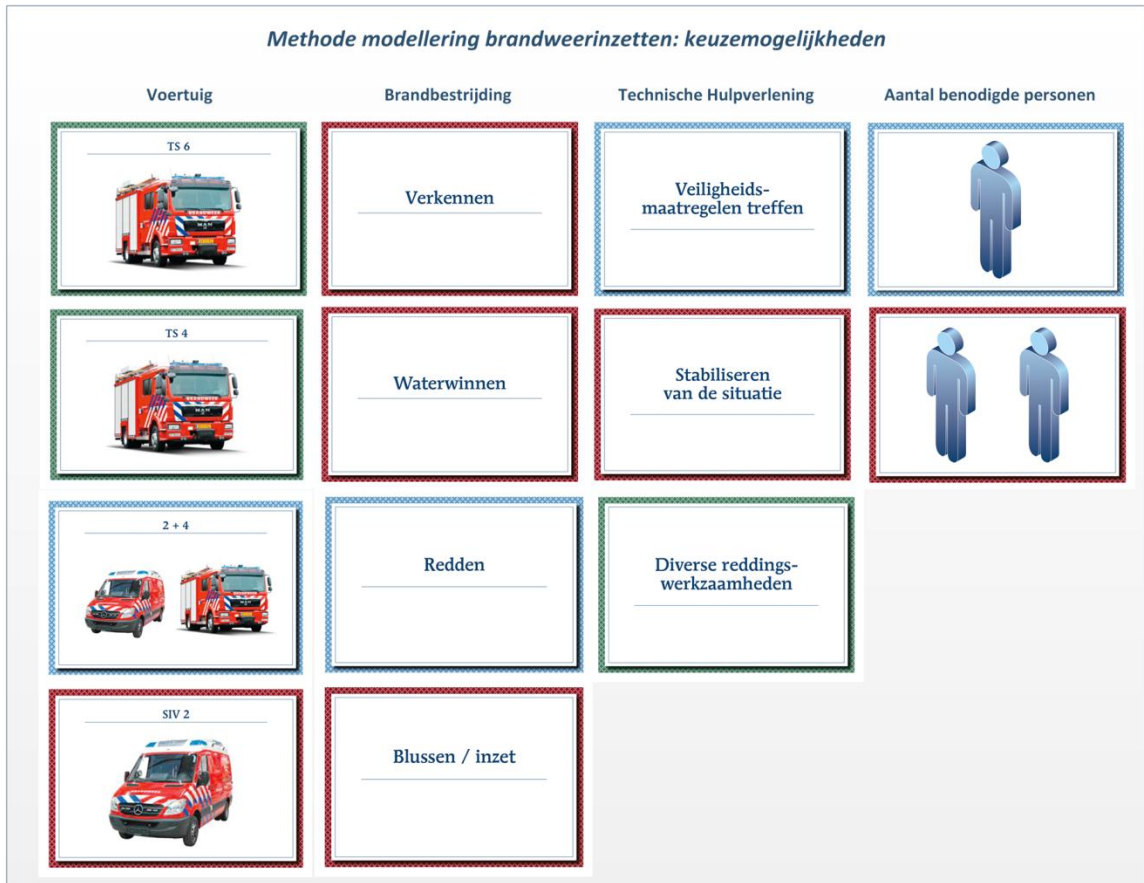 Methode modellering brandweerinzetten: keuzemogelijkheden
Voertuig
Brandbestrijding
Technische Hulpverlening
Aantal benodigde personen
TS 6
Verkennen
Veiligheids-
maatregelen treffen
TS 4
Waterwinnen
Stabiliseren
van de situatie
2 + 4
Redden
Diverse reddings-
werkzaamheden
SIV 2
Blussen / inzet